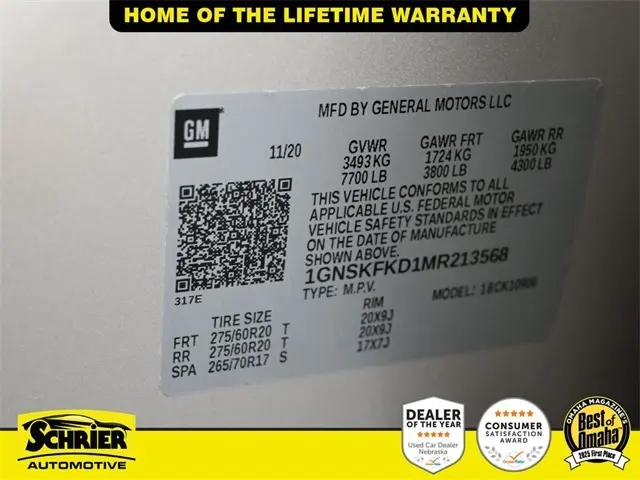 HOME OF THE LIFETIME WARRANTY
GM
MFD BY GENERAL MOTORS LLC
11/20
GVWR
3493 KG
7700 LB
GAWR FRT
1724 KG
3800 LB
GAWR RR
1950 KG
4300 LB
THIS VEHICLE CONFORMS TO ALL
APPLICABLE U.S. FEDERAL MOTOR
VEHICLE SAFETY STANDARDS IN EFFECT
ON THE DATE OF MANUFACTURE
SHOWN ABOVE.
1GNSKFKD1MR213568
TYPE: M.P.V.
MODEL:
317E
TIRE SIZE
RIM
FRT 275/60R20 T 20X9J
RR 275/60R20 T 20X9J
SPA 265/70R17 S 17X7J
SCHRIER
AUTOMOTIVE
DEALER
OF THE YEAR
Used Car Dealer
Nebraska
DealerRater
CONSUMER
SATISFACTION
AWARD
DealerRater
OMAHA MAGAZINE'S
Best of
Omaha
2025 First Place